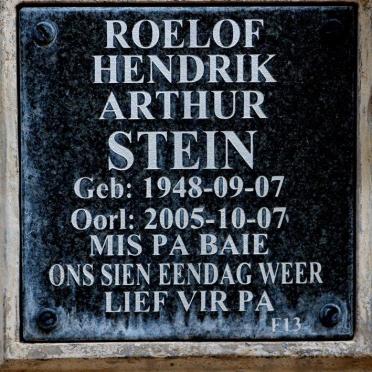 ROELOF
HENDRIK
ARTHUR
STEIN
Geb: 1948-09-07
Oorl: 2005-10-07
MIS PA BAIE
ONS SIEN EENDAG WEER
LIEF VIR PA
F13